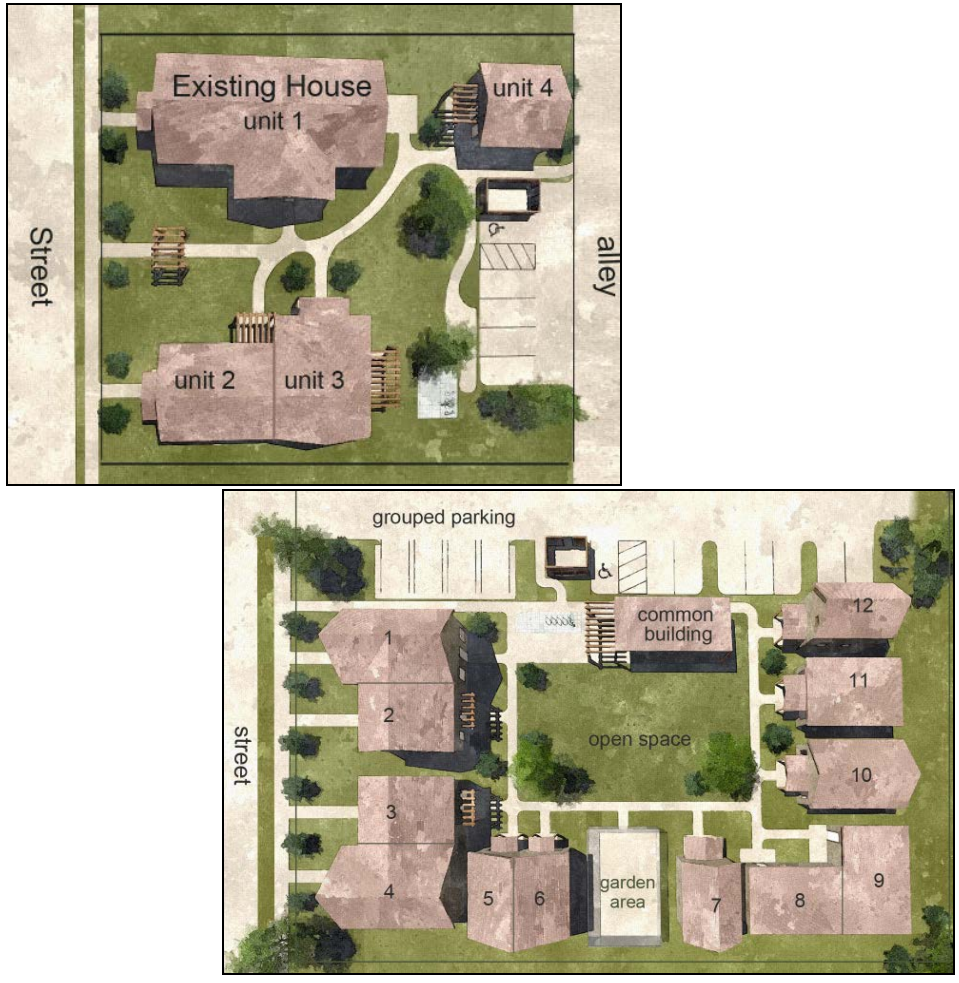 Existing House
unit 1
unit 4
Street
alley
unit 2
unit 3
grouped parking
common
building
12
1
11
2
open space
street
10
3
garden
area
4
5
6
7
8
9